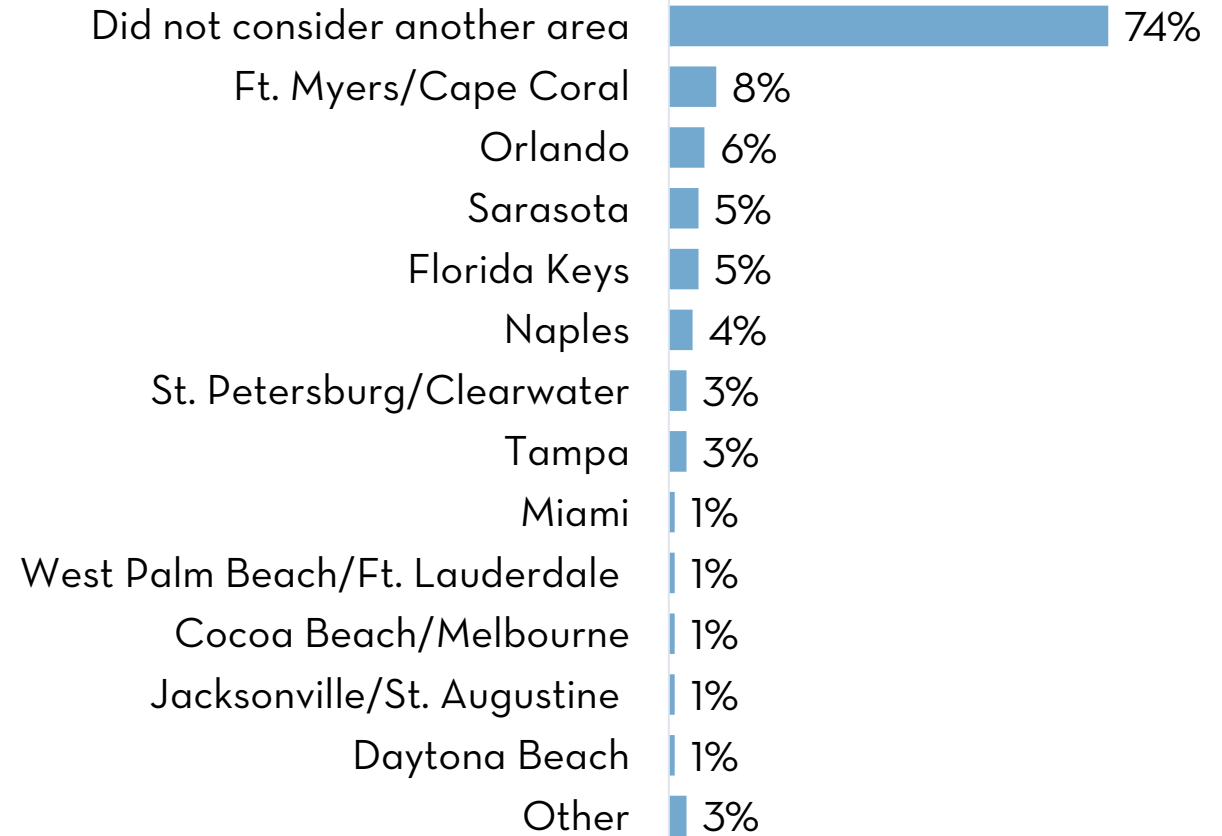 Did not consider another area 74%
Ft. Myers/Cape Coral 8%
Orlando 6%
Sarasota 5%
Florida Keys 5%
Naples 4%
St. Petersburg/Clearwater 3%
Tampa 3%
Miami 1%
West Palm Beach/Ft. Lauderdale 1%
Cocoa Beach/Melbourne 1%
Jacksonville/St. Augustine 1%
Daytona Beach 1%
Other 3%